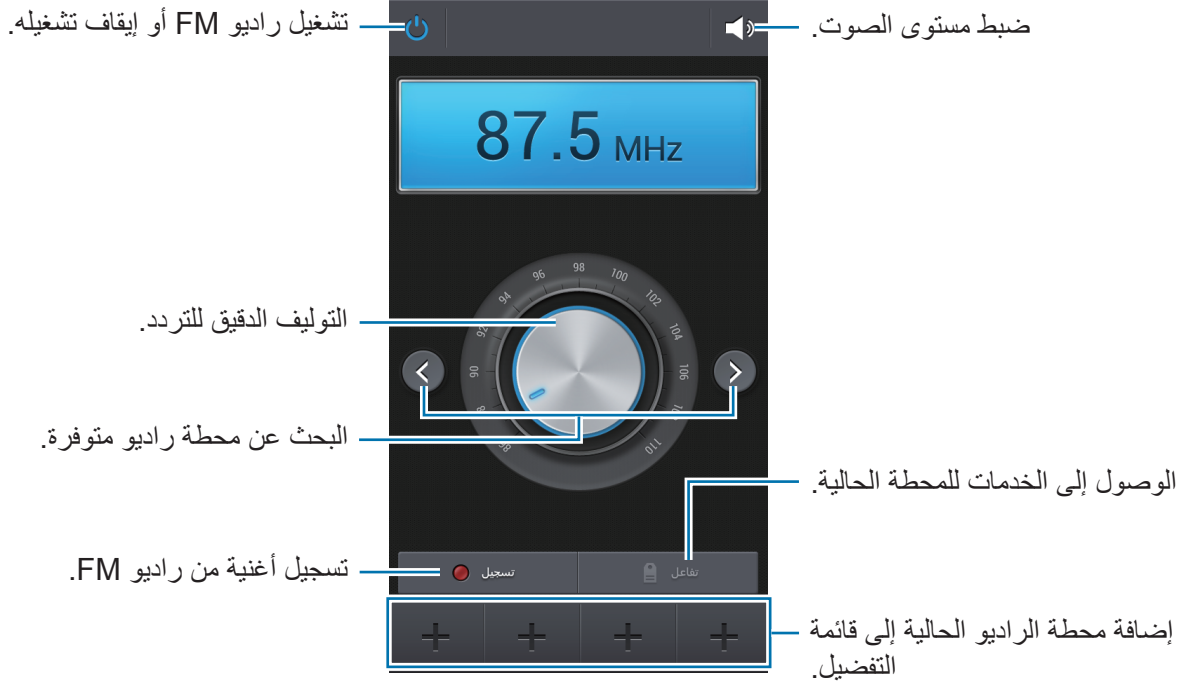 تشغيل راديو FM أو إيقاف تشغيله.
ضبط مستوى الصوت.
87.5 MHz
98
96
100
94
102
92
104
التوليف الدقيق للتردد.
90
106
البحث عن محطة راديو متوفرة.
88
110
الوصول إلى الخدمات للمحطة الحالية.
تسجيل أغنية من راديو FM.
تسجيل
تفاعل
إضافة محطة الراديو الحالية إلى قائمة
التفضيل.